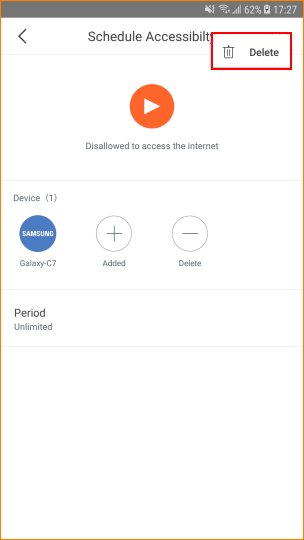 62% 17:27
Schedule Accessibilty
Delete
Disallowed to access the internet
Device (1)
SAMSUNG
Galaxy-C7
Added
Delete
Period
Unlimited